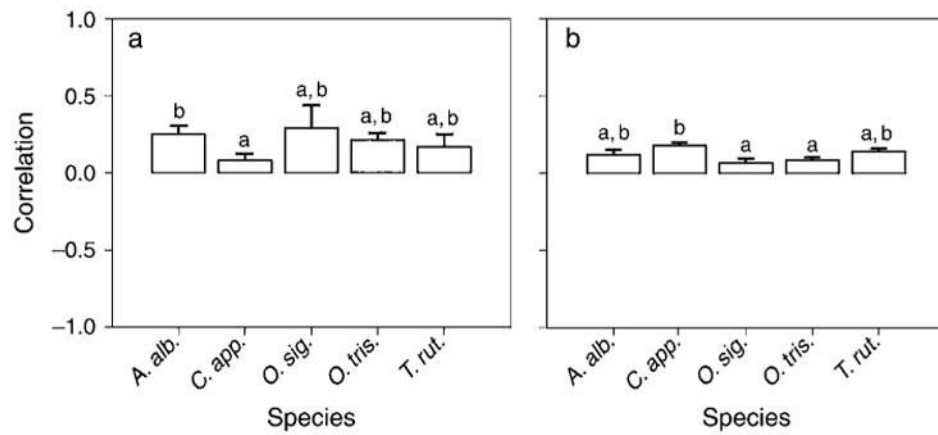 a
b
1.0
0.5
0.0
−0.5
−1.0
Correlation
b
a
a, b
a, b
a, b
a, b
b
a
a
a, b
A. alb.
C. app.
O. sig.
O. tris.
T. rut.
A. alb.
C. app.
O. sig.
O. tris.
T. rut.
Species
Species